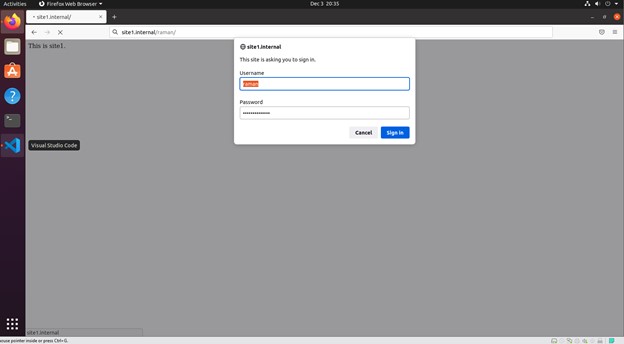 Activities
Firefox Web Browser
Dec 3 20:35
site1.internal/
site1.internal/raman/
This is site1.
site1.internal
This site is asking you to sign in.
Username
raman
Password
••••••••••••••
Cancel
Sign in
Visual Studio Code
site1.internal
ouse pointer inside or press Ctrl+G.